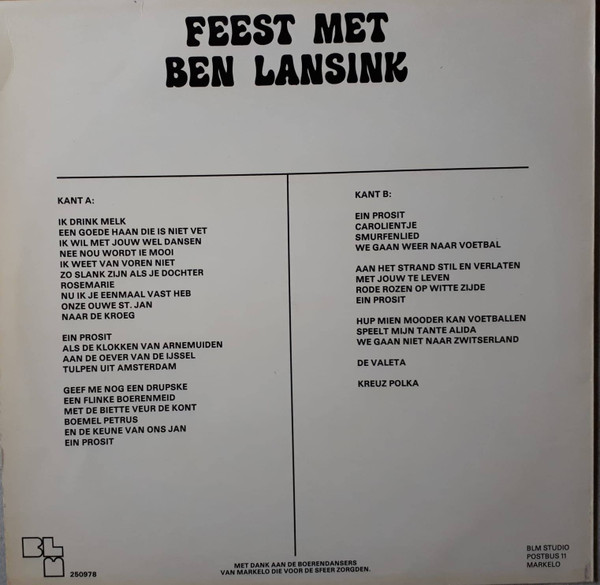 FEEST MET
BEN LANSINK
KANT A:
IK DRINK MELK
EEN GOEDE HAAN DIE IS NIET VET
IK WIL MET JOUW WEL DANSEN
NEE NOU WORDT IE MOOI
IK WEET VAN VOREN NIET
ZO SLANK ZIJN ALS JE DOCHTER
ROSEMARIE
NU IK JE EENMAAL VAST HEB
ONZE OUWE ST. JAN
NAAR DE KROEG
EIN PROSIT
ALS DE KLOKKEN VAN ARNEMUIDEN
AAN DE OEVER VAN DE IJSSEL
TULPEN UIT AMSTERDAM
GEEF ME NOG EEN DRUPSKE
EEN FLINKE BOERENMEID
MET DE BIETTE VEUR DE KONT
BOEMEL PETRUS
EN DE KEUNE VAN ONS JAN
EIN PROSIT
KANT B:
EIN PROSIT
CAROLIENTJE
SMURFENLIED
WE GAAN WEER NAAR VOETBAL
AAN HET STRAND STIL EN VERLATEN
MET JOUW TE LEVEN
RODE ROZEN OP WITTE ZIJDE
EIN PROSIT
HUP MIEN MOODER KAN VOETBALLEN
SPEELT MIJN TANTE ALIDA
WE GAAN NIET NAAR ZWITSERLAND
DE VALETA
KREUZ POLKA
BLM
250978
MET DANK AAN DE BOERENDANSERS
VAN MARKELO DIE VOOR DE SFEER ZORGDEN.
BLM STUDIO
POSTBUS 11
MARKELO